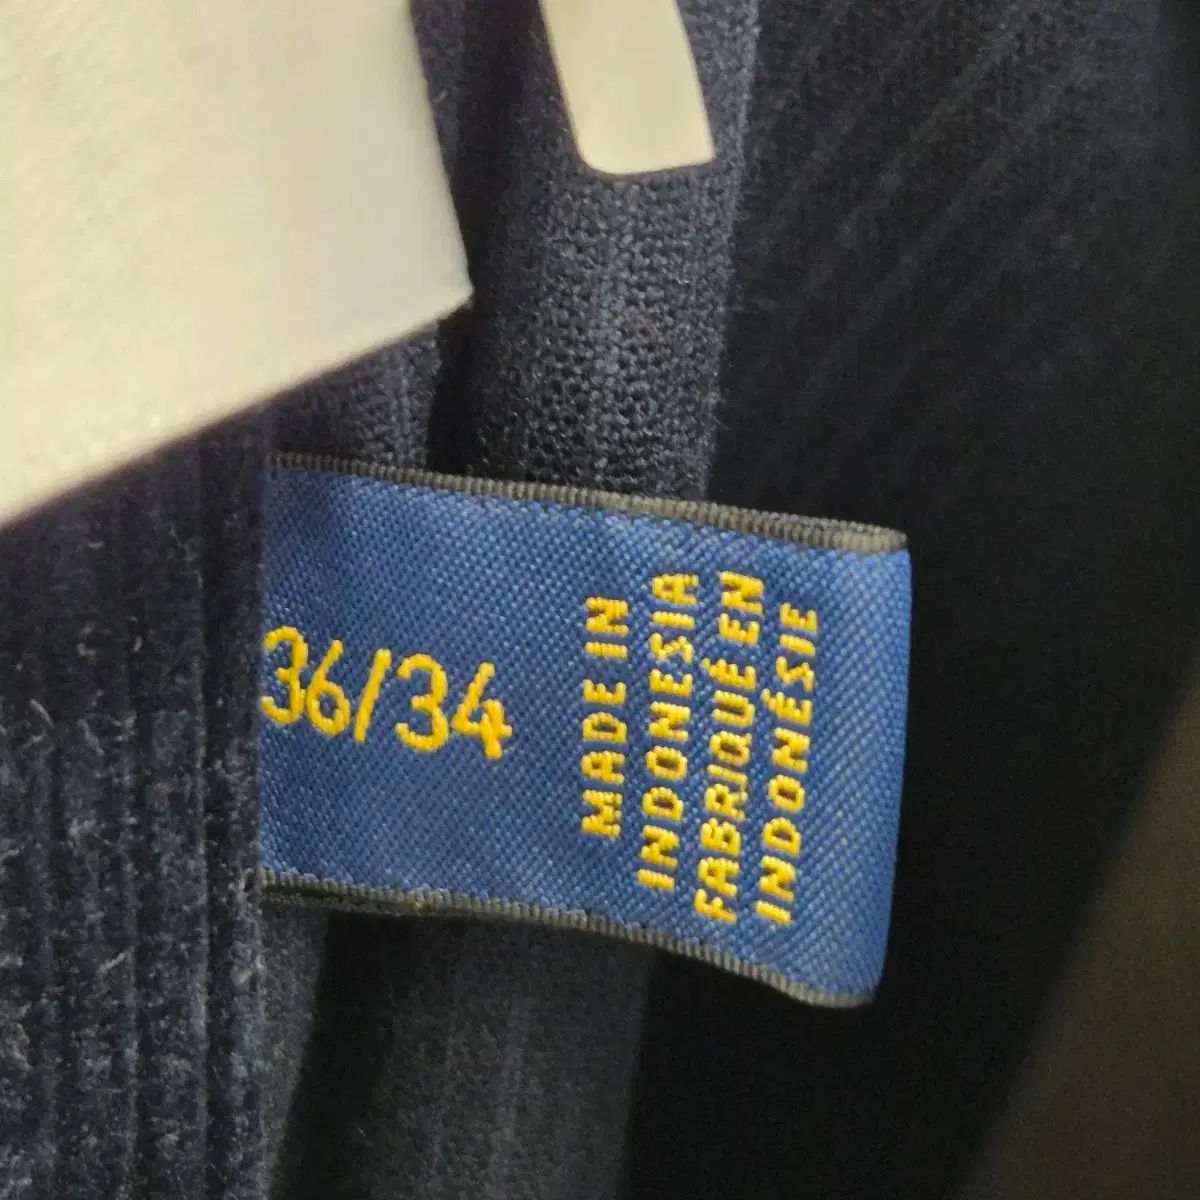 36/34
MADE IN
INDONESIA
FABRIQUÉ EN
INDONÉSIE